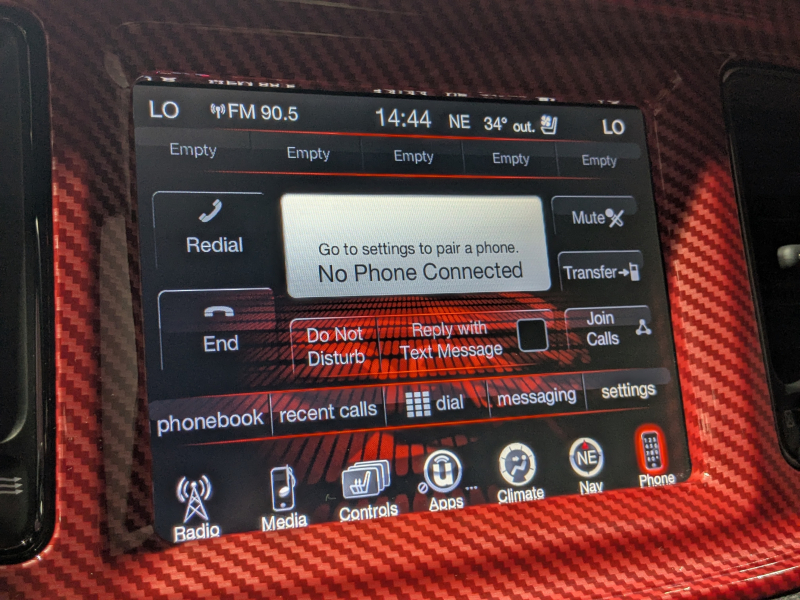 LO FM 90.5 14:44 NE 34° out. LO
Empty Empty Empty Empty Empty
Redial
Go to settings to pair a phone.
No Phone Connected
Mute
Transfer
End
Do Not
Disturb
Reply with
Text Message
Join
Calls
phonebook recent calls dial messaging settings
NE
Radio Media Controls Apps Climate Nav Phone